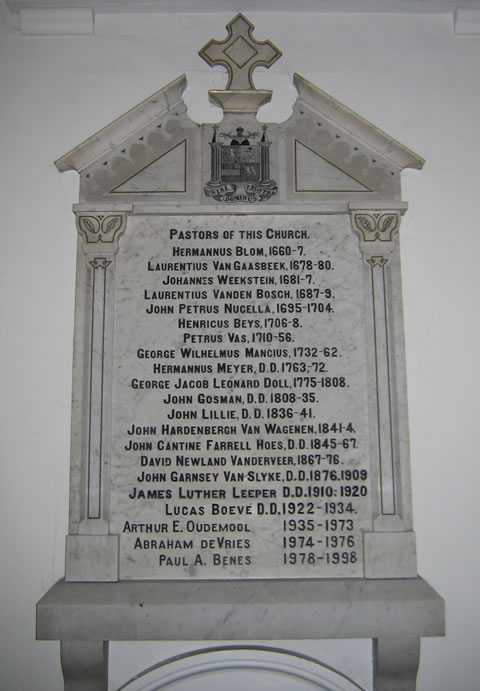 NISI DOMINUS FRUSTRA
PASTORS OF THIS CHURCH.
HERMANNUS BLOM, 1660-7.
LAURENTIUS VAN GAASBEEK, 1678-80.
JOHANNES WEEKSTEIN, 1681-7.
LAURENTIUS VANDEN BOSCH, 1687-9.
JOHN PETRUS NUCELLA, 1695-1704.
HENRICUS BEYS, 1706-8.
PETRUS VAS, 1710-56.
GEORGE WILHELMUS MANCIUS, 1732-62.
HERMANNUS MEYER, D.D. 1763,-72.
GEORGE JACOB LEONARD DOLL, 1775-1808.
JOHN GOSMAN, D.D. 1808-35.
JOHN LILLIE, D.D. 1836-41.
JOHN HARDENBERGH VAN WAGENEN, 1841-4.
JOHN CANTINE FARRELL HOES, D.D. 1845-67.
DAVID NEWLAND VANDERVEER, 1867-76.
JOHN GARNSEY VAN-SLYKE, D.D. 1876.1909
JAMES LUTHER LEEPER D.D. 1910: 1920
LUCAS BOEVE D.D. 1922-1934.
ARTHUR E. OUDEMOOL 1935-1973
ABRAHAM DEVRIES 1974-1976
PAUL A. BENES 1978-1998